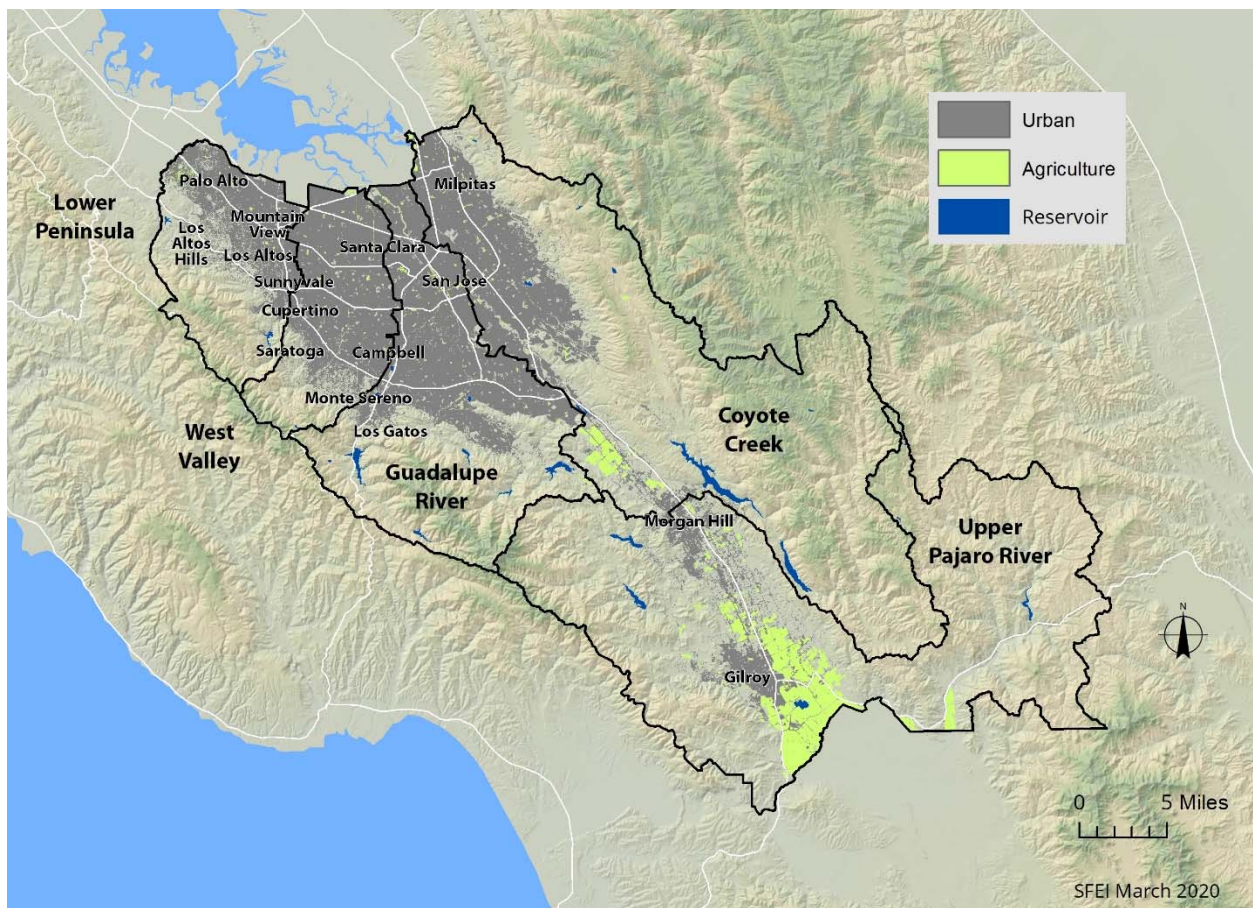 Urban
Agriculture
Reservoir
Palo Alto
Milpitas
Lower
Peninsula
Mountain
View
Los
Altos
Hills
Los Altos
Santa Clara
San Jose
Sunnyvale
Cupertino
Saratoga
Campbell
Monte Sereno
Los Gatos
West
Valley
Guadalupe
River
Coyote
Creek
Morgan Hill
Upper
Pajaro River
N
Gilroy
0 5 Miles
SFEI March 2020